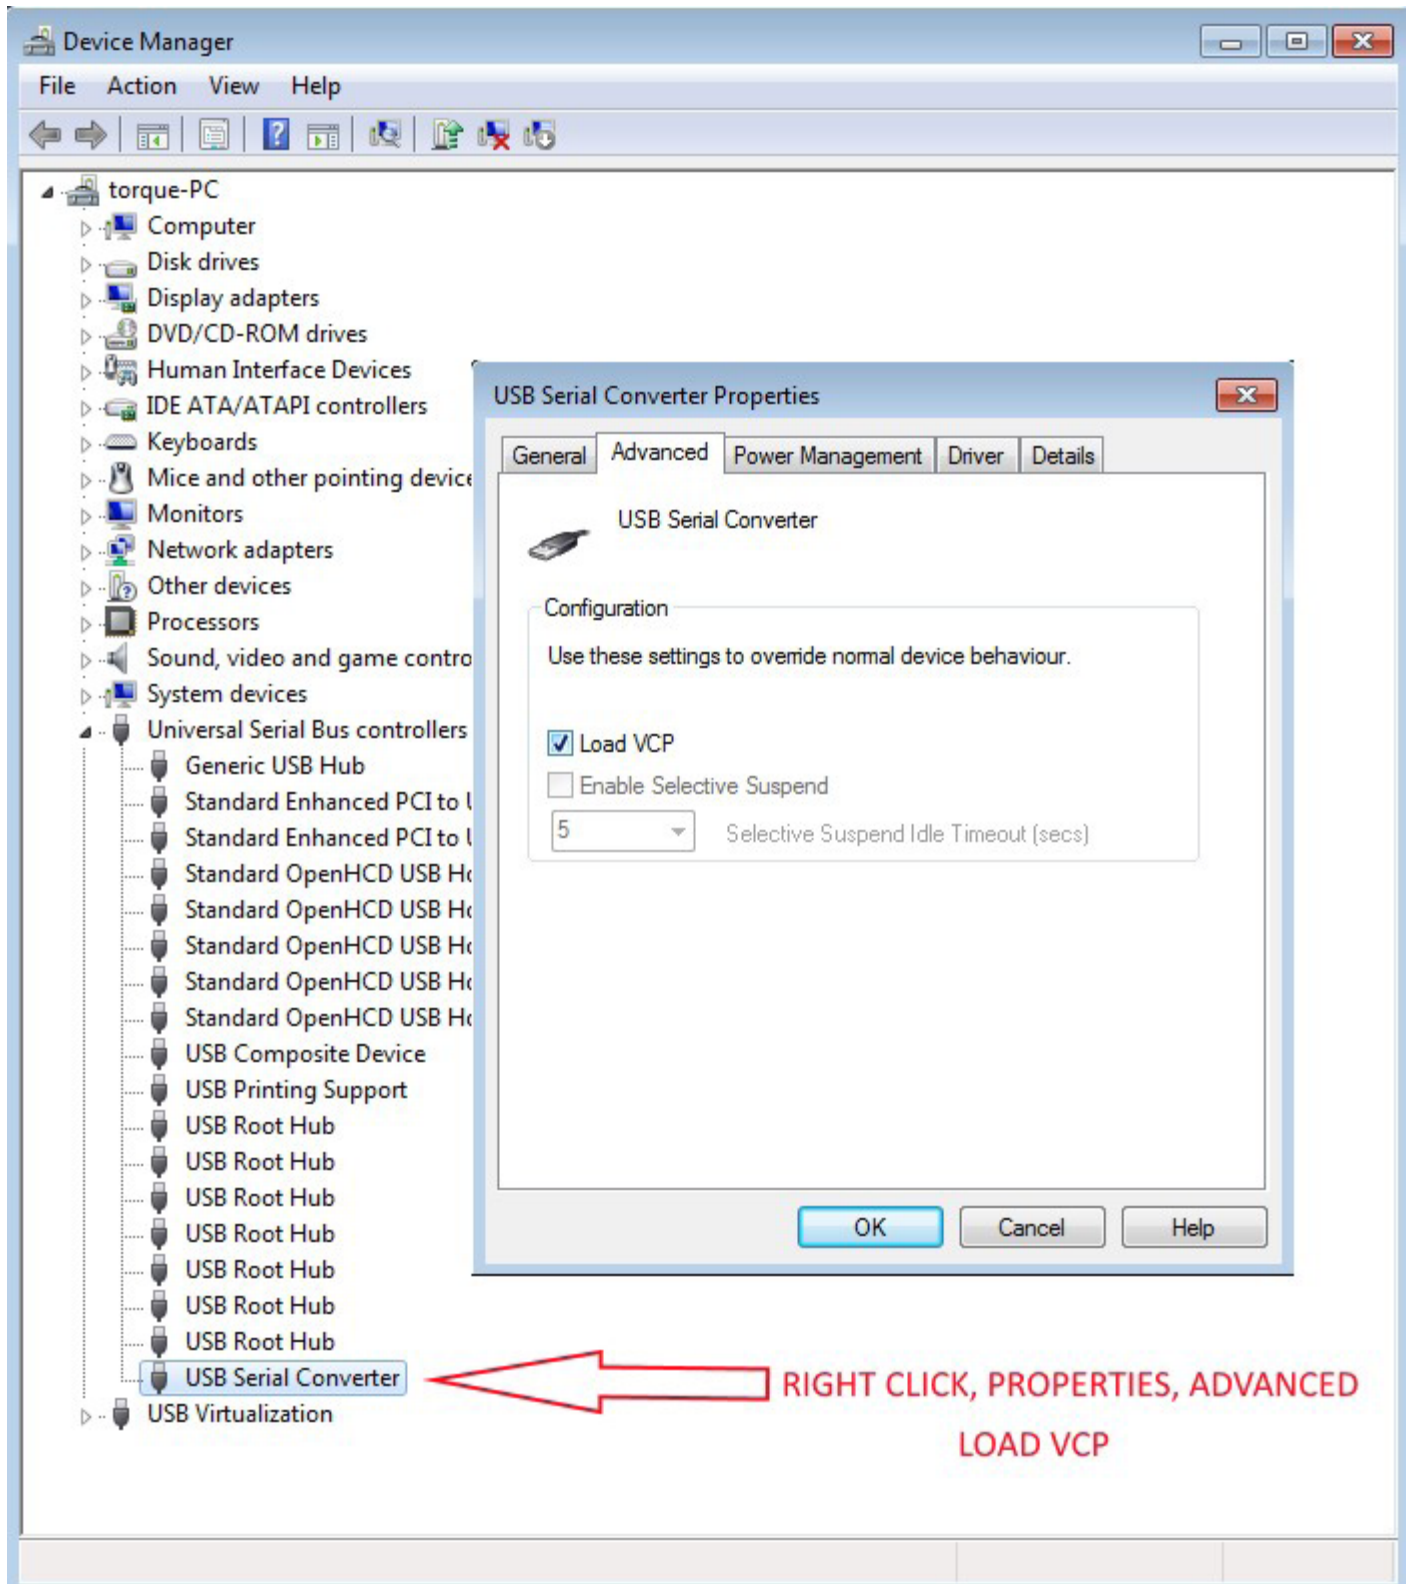 Device Manager
File Action View Help
torque-PC
Computer
Disk drives
Display adapters
DVD/CD-ROM drives
Human Interface Devices
IDE ATA/ATAPI controllers
Keyboards
Mice and other pointing device
Monitors
Network adapters
Other devices
Processors
Sound, video and game contro
System devices
Universal Serial Bus controllers
Generic USB Hub
Standard Enhanced PCI to U
Standard Enhanced PCI to U
Standard OpenHCD USB Ho
Standard OpenHCD USB Ho
Standard OpenHCD USB Ho
Standard OpenHCD USB Ho
Standard OpenHCD USB Ho
USB Composite Device
USB Printing Support
USB Root Hub
USB Root Hub
USB Root Hub
USB Root Hub
USB Root Hub
USB Root Hub
USB Root Hub
USB Serial Converter
USB Virtualization
USB Serial Converter Properties
General Advanced Power Management Driver Details
USB Serial Converter
Configuration
Use these settings to override normal device behaviour.
Load VCP
Enable Selective Suspend
5 Selective Suspend Idle Timeout (secs)
OK Cancel Help
RIGHT CLICK, PROPERTIES, ADVANCED
LOAD VCP